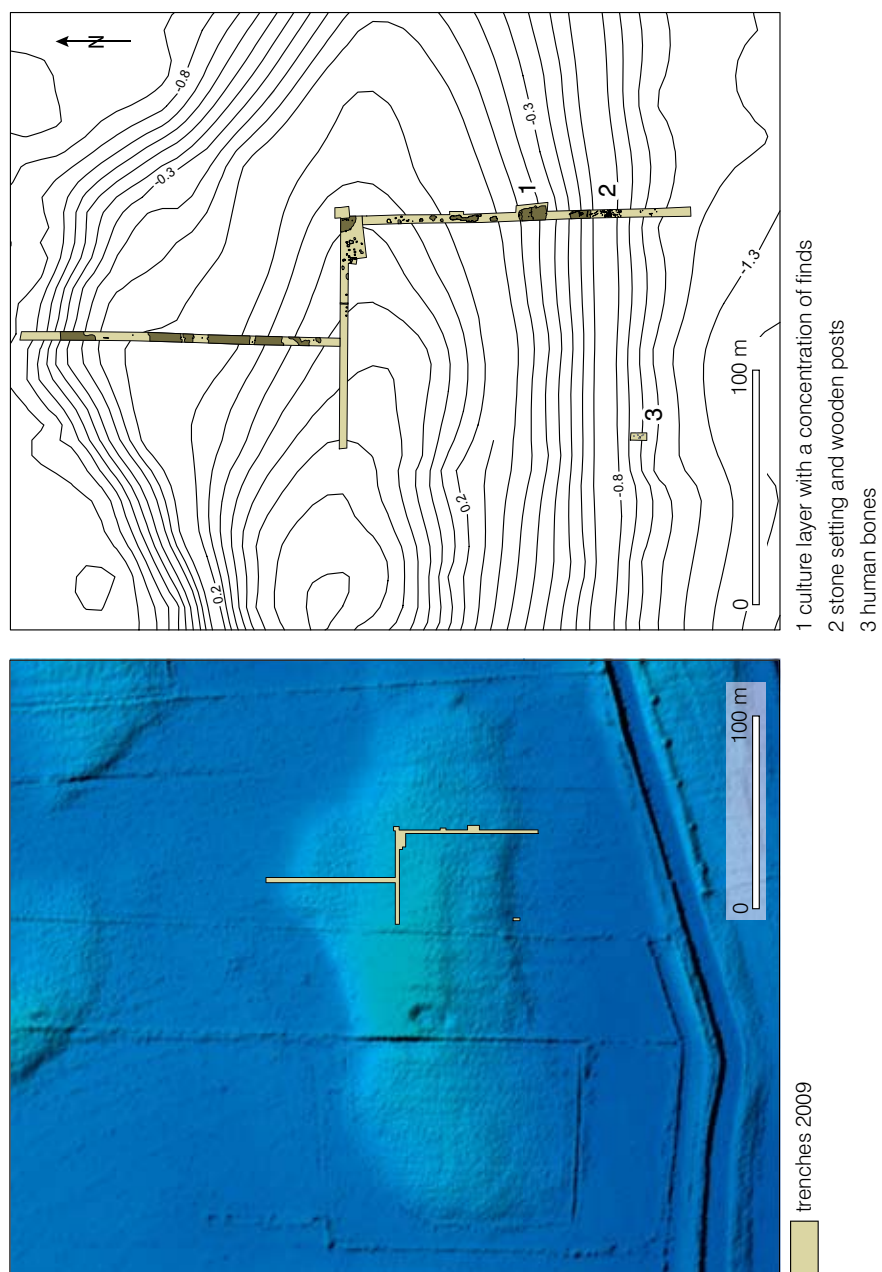 trenches 2009
0
100 m
N
-0.8
-0.3
-0.3
0.2
0.2
-0.8
-1.3
1
2
3
0
100 m
1 culture layer with a concentration of finds
2 stone setting and wooden posts
3 human bones